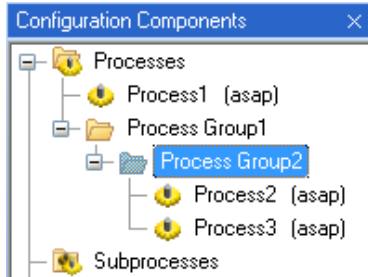 Configuration Components
Processes
Process1 (asap)
Process Group1
Process Group2
Process2 (asap)
Process3 (asap)
Subprocesses